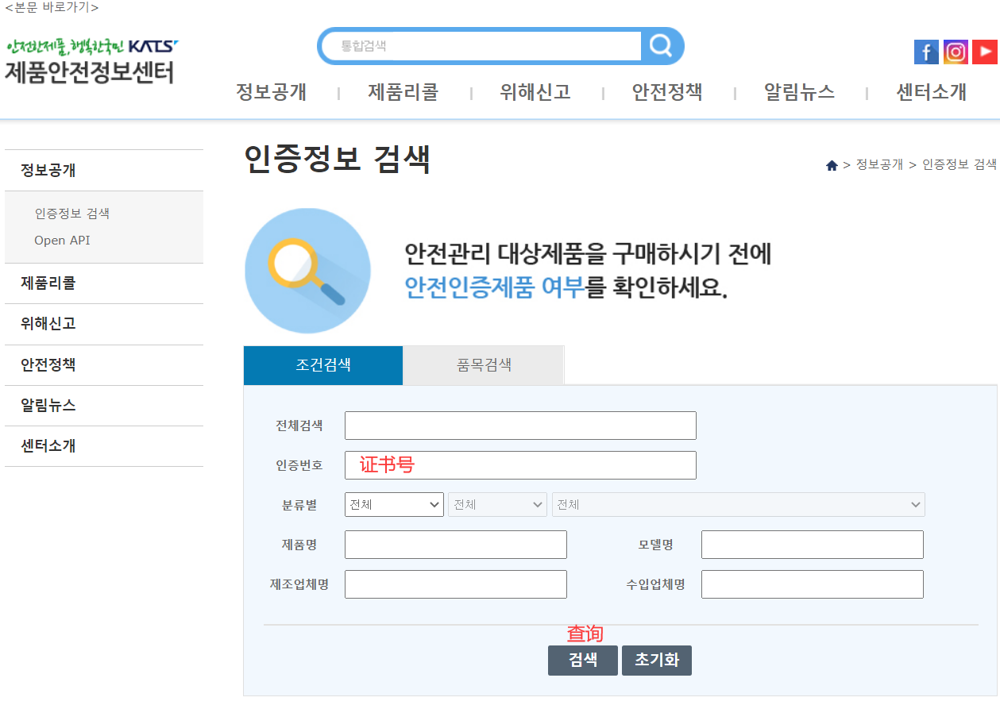 <본문 바로가기>
안전한제품,행복한국민 KATS
제품안전정보센터
통합검색
정보공개 | 제품리콜 | 위해신고 | 안전정책 | 알림뉴스 | 센터소개
인증정보 검색
> 정보공개 > 인증정보 검색
정보공개
인증정보 검색
Open API
제품리콜
위해신고
안전정책
알림뉴스
센터소개
안전관리 대상제품을 구매하시기 전에
안전인증제품 여부를 확인하세요.
조건검색 품목검색
전체검색
인증번호 证书号
분류별 전체 전체 전체
제품명 모델명
제조업체명 수입업체명
查询
검색 초기화